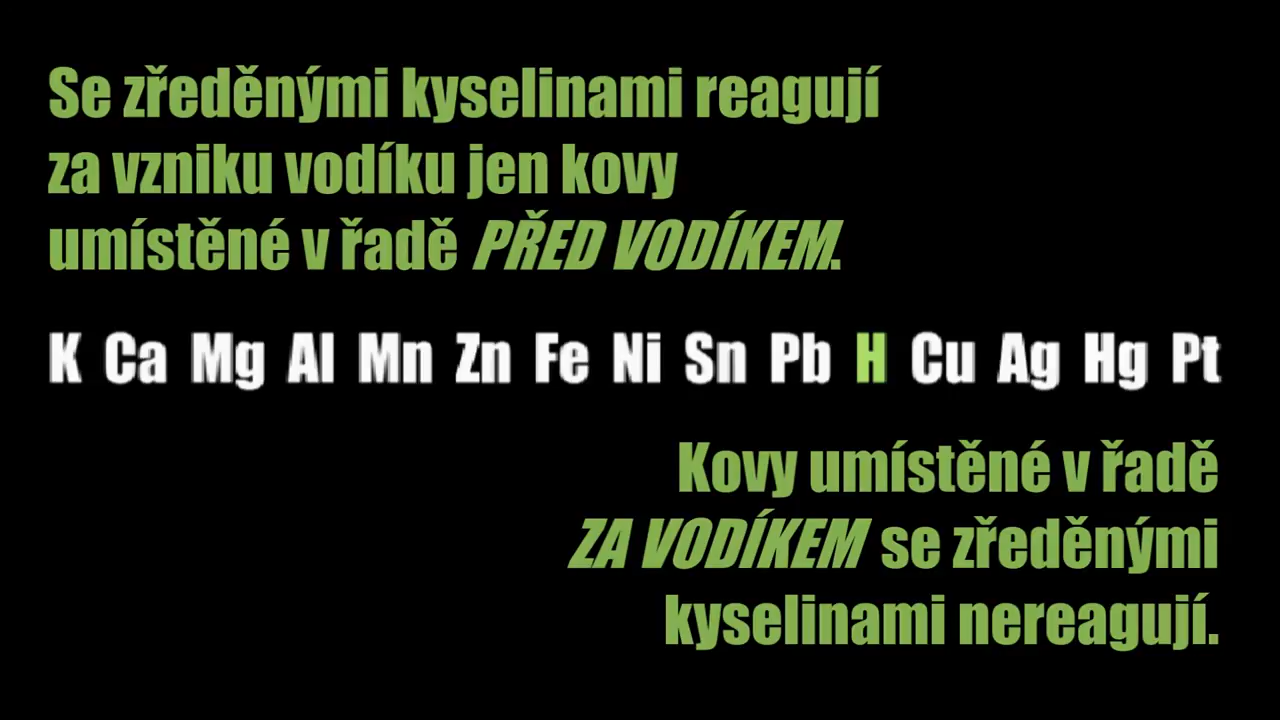 Se zředěnými kyselinami reagují
za vzniku vodíku jen kovy
umístěné v řadě PŘED VODÍKEM.
K Ca Mg Al Mn Zn Fe Ni Sn Pb H Cu Ag Hg Pt
Kovy umístěné v řadě
ZA VODÍKEM se zředěnými
kyselinami nereagují.